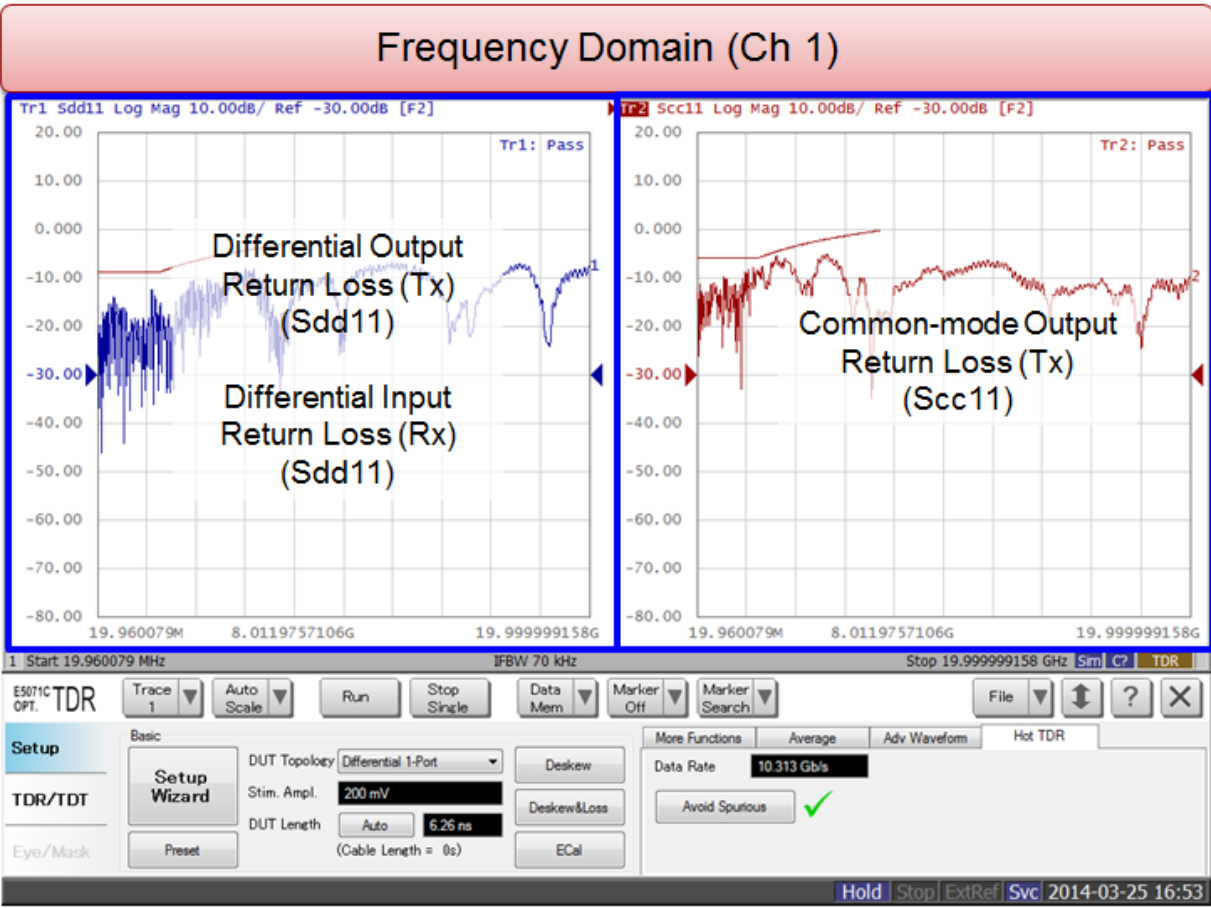 Frequency Domain (Ch 1)
Tr1 Sdd11 Log Mag 10.00dB/ Ref -30.00dB [F2]
20.00
Tr1: Pass
10.00
0.000
-10.00
-20.00
-30.00
-40.00
-50.00
-60.00
-70.00
-80.00
1
Differential Output
Return Loss (Tx)
(Sdd11)
Differential Input
Return Loss (Rx)
(Sdd11)
19.960079M 8.0119757106G 19.999999158G
Tr2 Scc11 Log Mag 10.00dB/ Ref -30.00dB [F2]
20.00
Tr2: Pass
10.00
0.000
-10.00
-20.00
-30.00
-40.00
-50.00
-60.00
-70.00
-80.00
2
Common-mode Output
Return Loss (Tx)
(Scc11)
19.960079M 8.0119757106G 19.999999158G
1 Start 19.960079 MHz IFBW 70 kHz Stop 19.999999158 GHz Sim C? TDR
E5071C OPT. TDR
Trace 1
Auto Scale
Run
Stop Single
Data Mem
Marker Off
Marker Search
File
?
X
Setup
TDR/TDT
Eye/Mask
Basic
Setup Wizard
Preset
DUT Topology Differential 1-Port
Stim. Ampl. 200 mV
DUT Length Auto 6.26 ns
(Cable Length = 0s)
Deskew
Deskew&Loss
ECal
More Functions Average Adv Waveform Hot TDR
Data Rate 10.313 Gb/s
Avoid Spurious
Hold Stop ExtRef Svc 2014-03-25 16:53